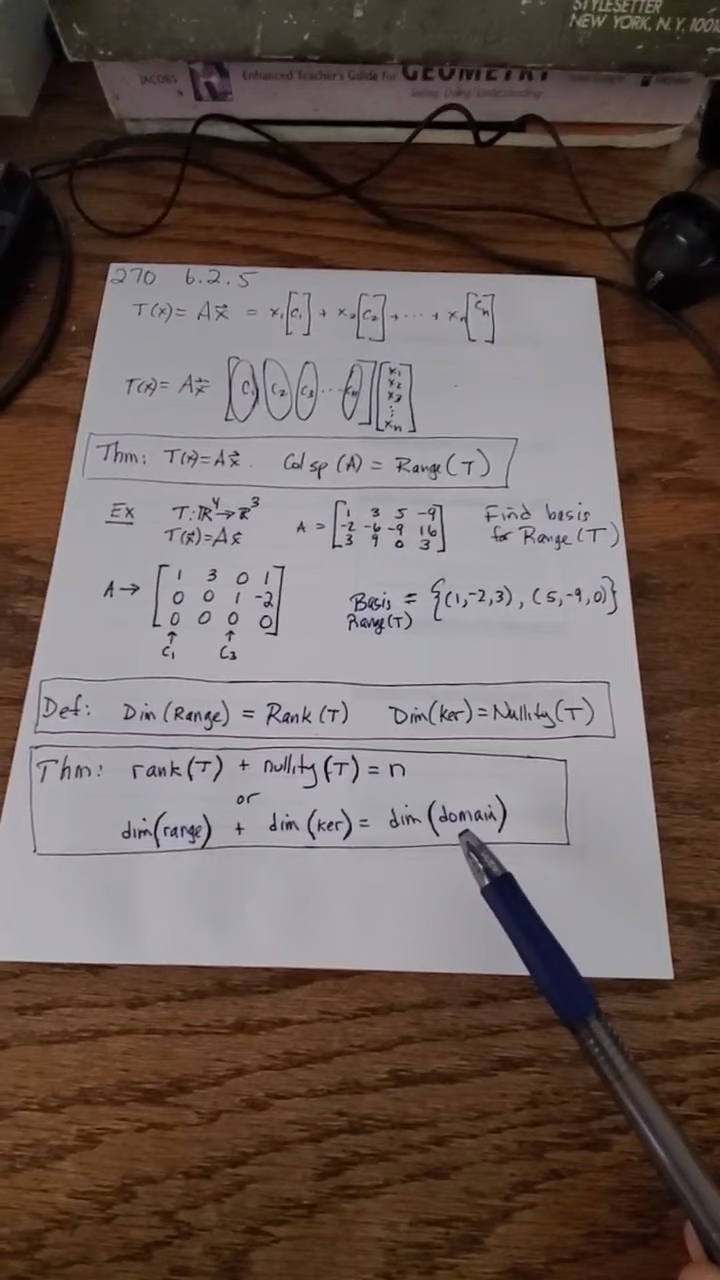 STYLESETTER
NEW YORK, N.Y. 1001
JACOBS Enhanced Teacher's Guide for GEOMETRY
Seeing, Doing, Understanding
270 6.2.5
T(x) = Ax⃗ = x₁[c₁] + x₂[c₂] + ··· + xₙ[cₙ]
T(x) = Ax⃗ [c₁ c₂ c₃ ··· cₙ] [x₁ x₂ x₃ ⋮ xₙ]
Thm: T(x) = Ax⃗. Col sp (A) = Range(T)
Ex T: ℝ⁴→ℝ³
T(x⃗) = Ax⃗
A = [1 3 5 -9
-2 -6 -9 16
3 9 0 3]
Find basis
for Range(T)
A → [1 3 0 1
0 0 1 -2
0 0 0 0]
↑ ↑
C₁ C₃
Basis = {(1,-2,3), (5,-9,0)}
Range(T)
Def: Dim(Range) = Rank(T) Dim(ker) = Nullity(T)
Thm: rank(T) + nullity(T) = n
or
dim(range) + dim(ker) = dim(domain)